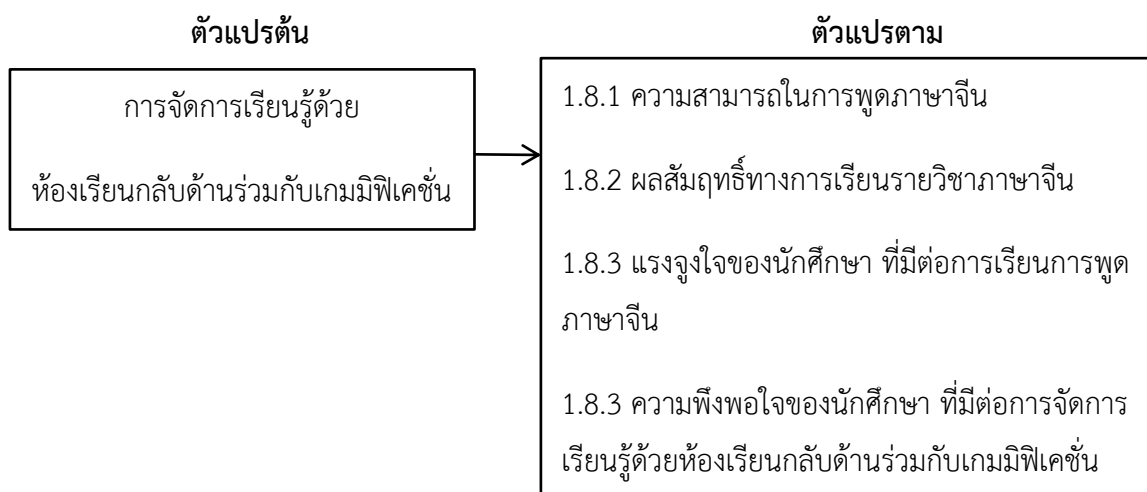 ตัวแปรต้น
การจัดการเรียนรู้ด้วย
ห้องเรียนกลับด้านร่วมกับเกมมิฟิเคชั่น
ตัวแปรตาม
1.8.1 ความสามารถในการพูดภาษาจีน
1.8.2 ผลสัมฤทธิ์ทางการเรียนรายวิชาภาษาจีน
1.8.3 แรงจูงใจของนักศึกษา ที่มีต่อการเรียนการพูด
ภาษาจีน
1.8.3 ความพึงพอใจของนักศึกษา ที่มีต่อการจัดการ
เรียนรู้ด้วยห้องเรียนกลับด้านร่วมกับเกมมิฟิเคชั่น